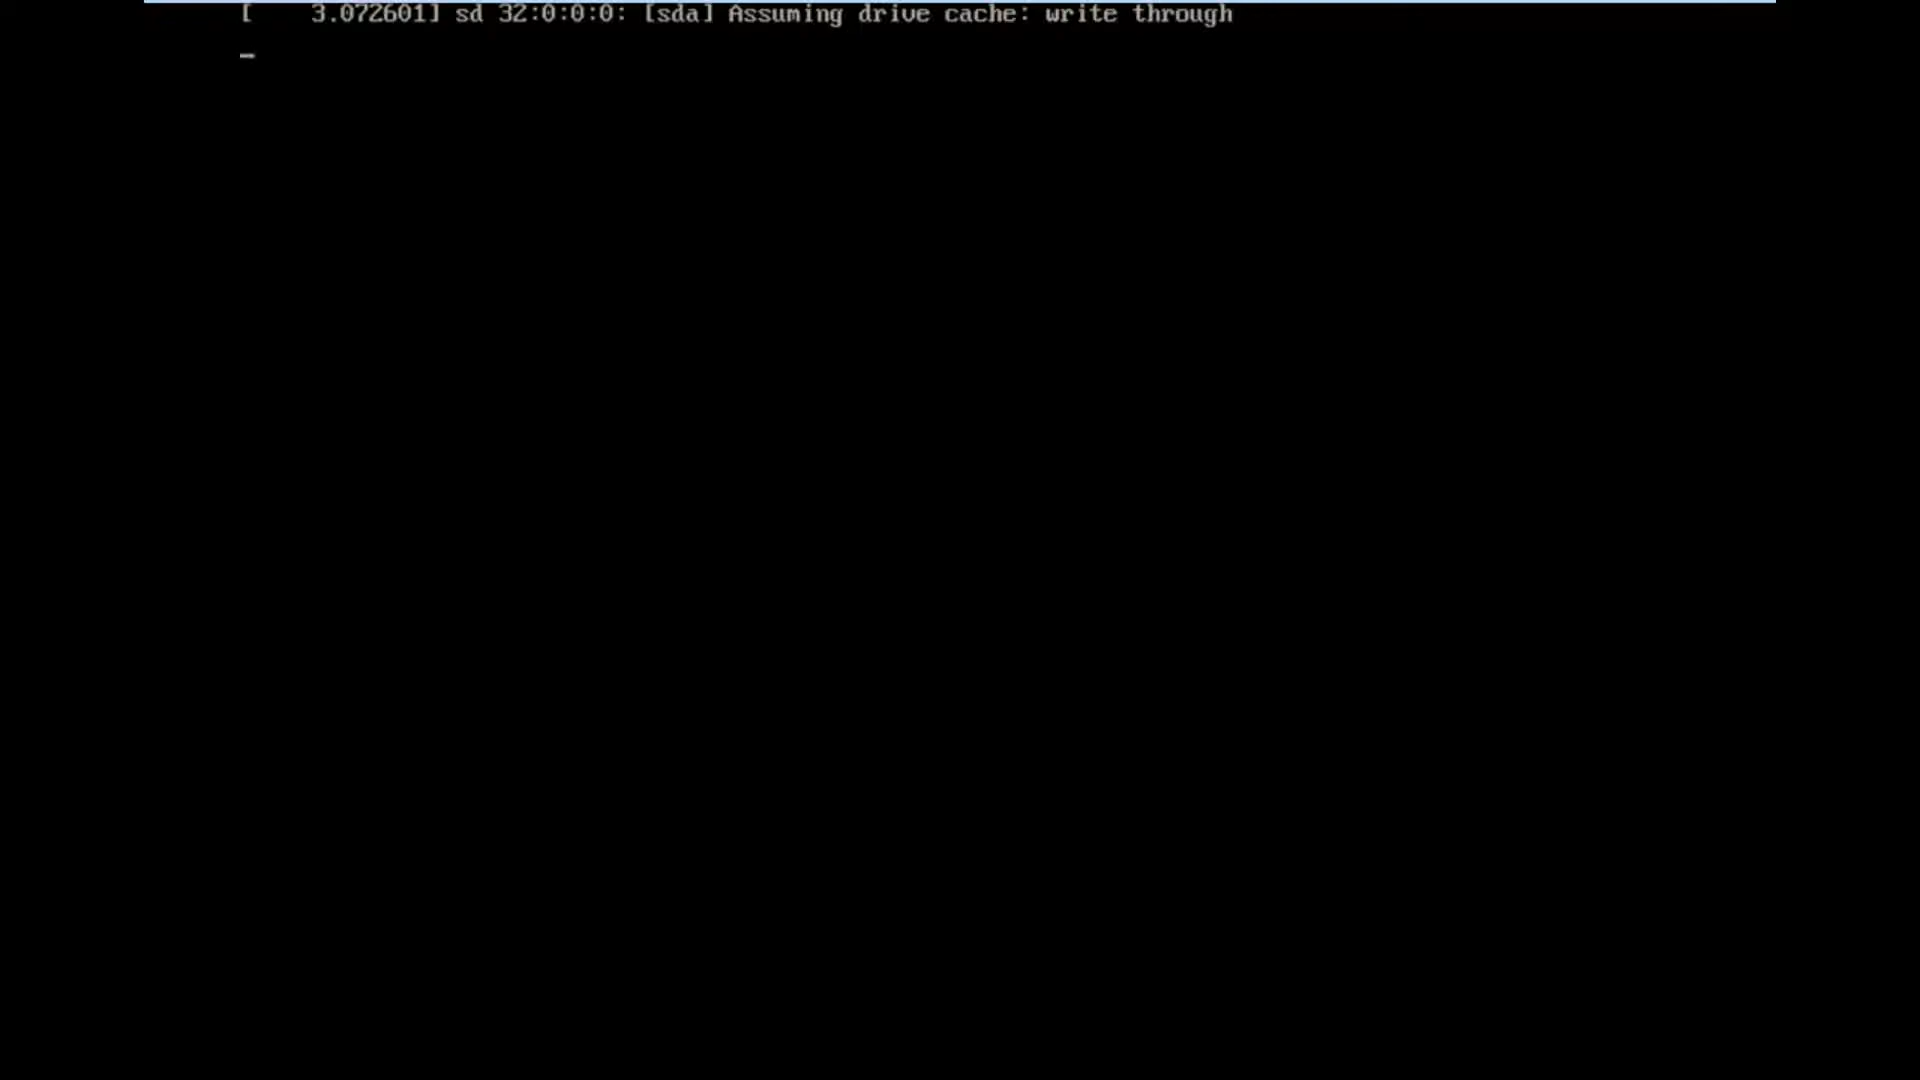 [    3.072601] sd 32:0:0:0: [sda] Assuming drive cache: write through